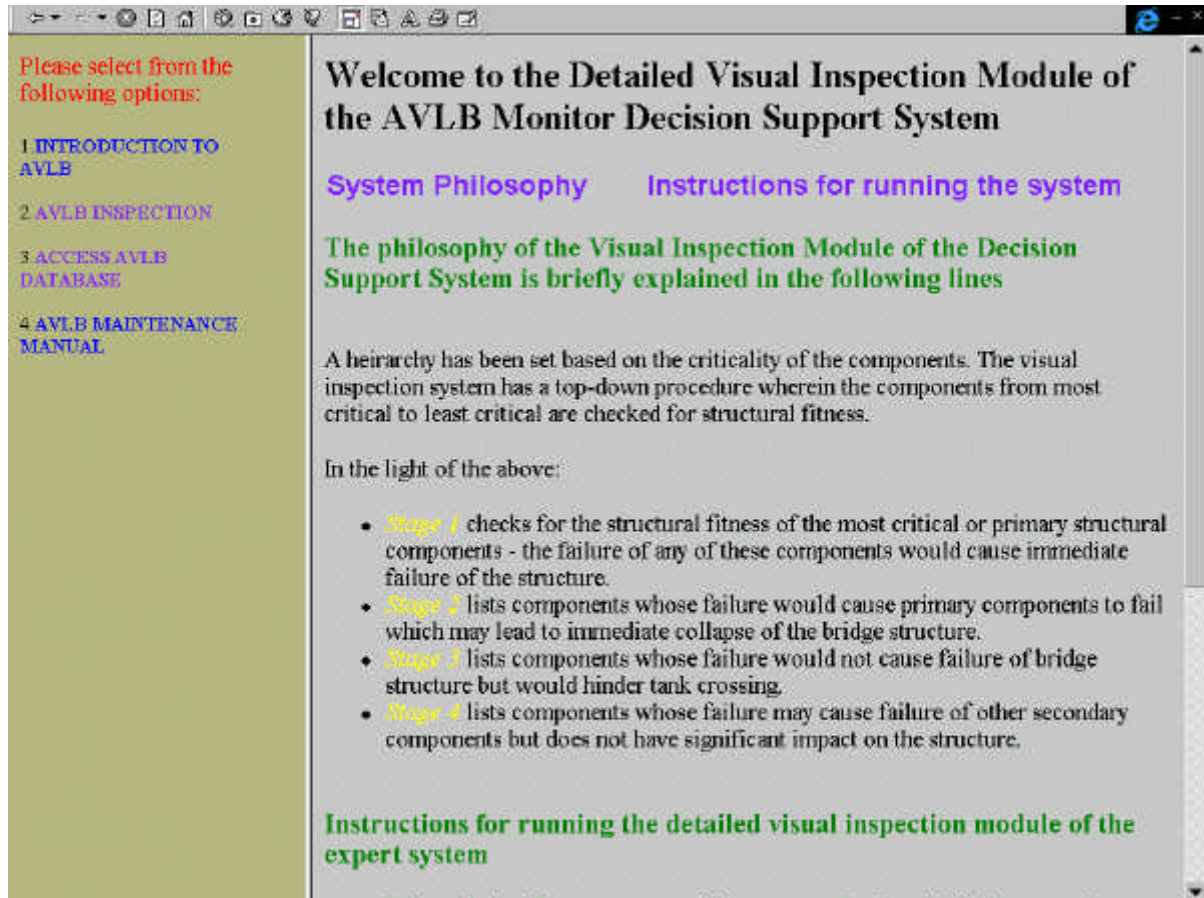 Please select from the
following options:
1 INTRODUCTION TO
AVLB
2 AVLB INSPECTION
3 ACCESS AVLB
DATABASE
4 AVLB MAINTENANCE
MANUAL
Welcome to the Detailed Visual Inspection Module of
the AVLB Monitor Decision Support System
System Philosophy Instructions for running the system
The philosophy of the Visual Inspection Module of the Decision
Support System is briefly explained in the following lines
A heirarchy has been set based on the criticality of the components. The visual
inspection system has a top-down procedure wherein the components from most
critical to least critical are checked for structural fitness.
In the light of the above:
• Stage 1 checks for the structural fitness of the most critical or primary structural
components - the failure of any of these components would cause immediate
failure of the structure.
• Stage 2 lists components whose failure would cause primary components to fail
which may lead to immediate collapse of the bridge structure.
• Stage 3 lists components whose failure would not cause failure of bridge
structure but would hinder tank crossing.
• Stage 4 lists components whose failure may cause failure of other secondary
components but does not have significant impact on the structure.
Instructions for running the detailed visual inspection module of the
expert system